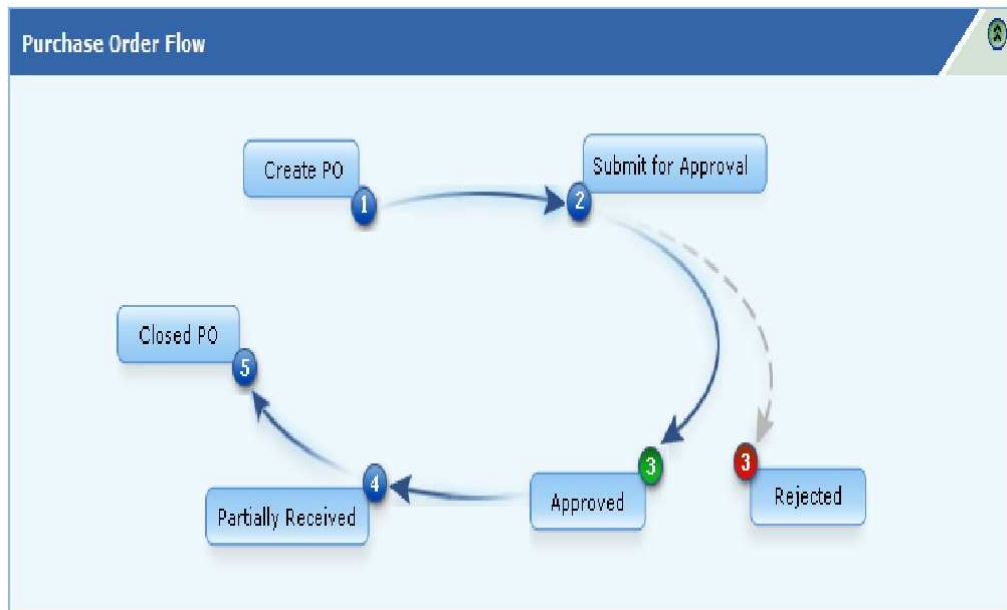 Purchase Order Flow
Create PO
1
Submit for Approval
2
Closed PO
5
3
Approved
3
Rejected
4
Partially Received